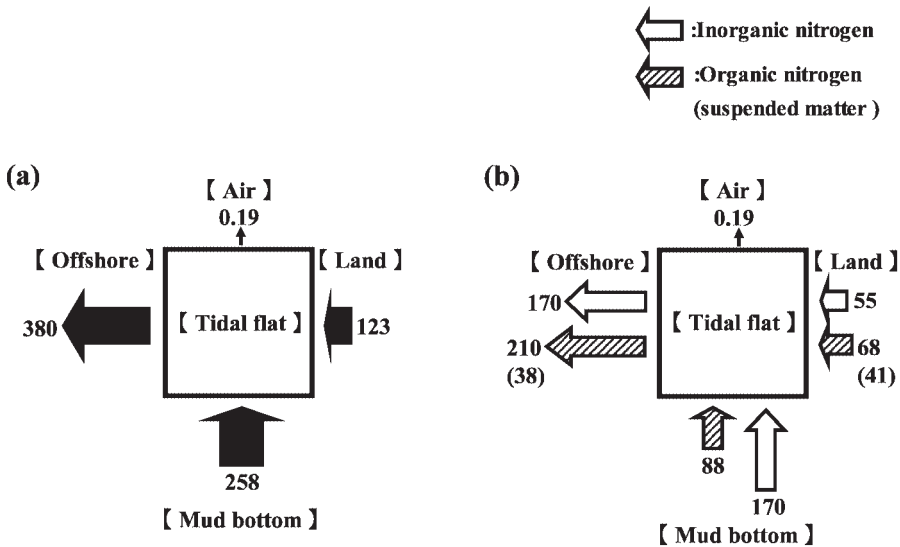 :Inorganic nitrogen
:Organic nitrogen
(suspended matter )
(a)
【 Air 】
0.19
【 Offshore 】
【 Land 】
380
【 Tidal flat 】
123
258
【 Mud bottom 】
(b)
【 Air 】
0.19
【 Offshore 】
【 Land 】
170
55
【 Tidal flat 】
210
(38)
68
(41)
88
170
【 Mud bottom 】